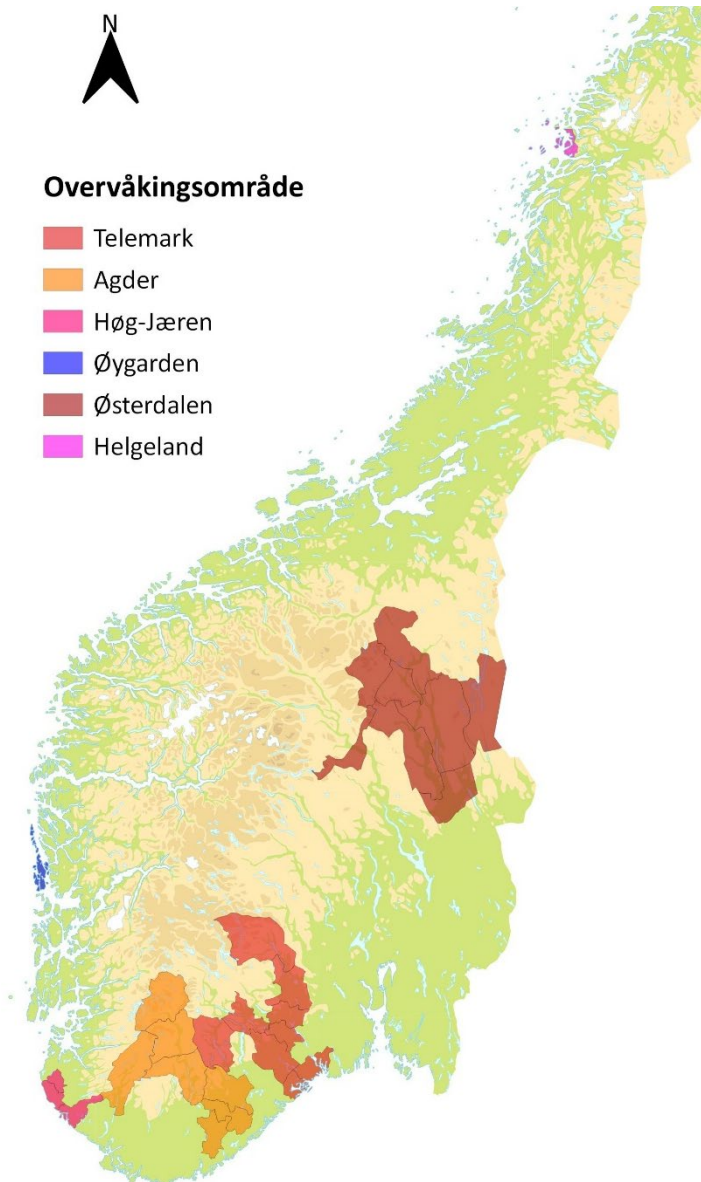 N
Overvåkingsområde
Telemark
Agder
Høg-Jæren
Øygarden
Østerdalen
Helgeland